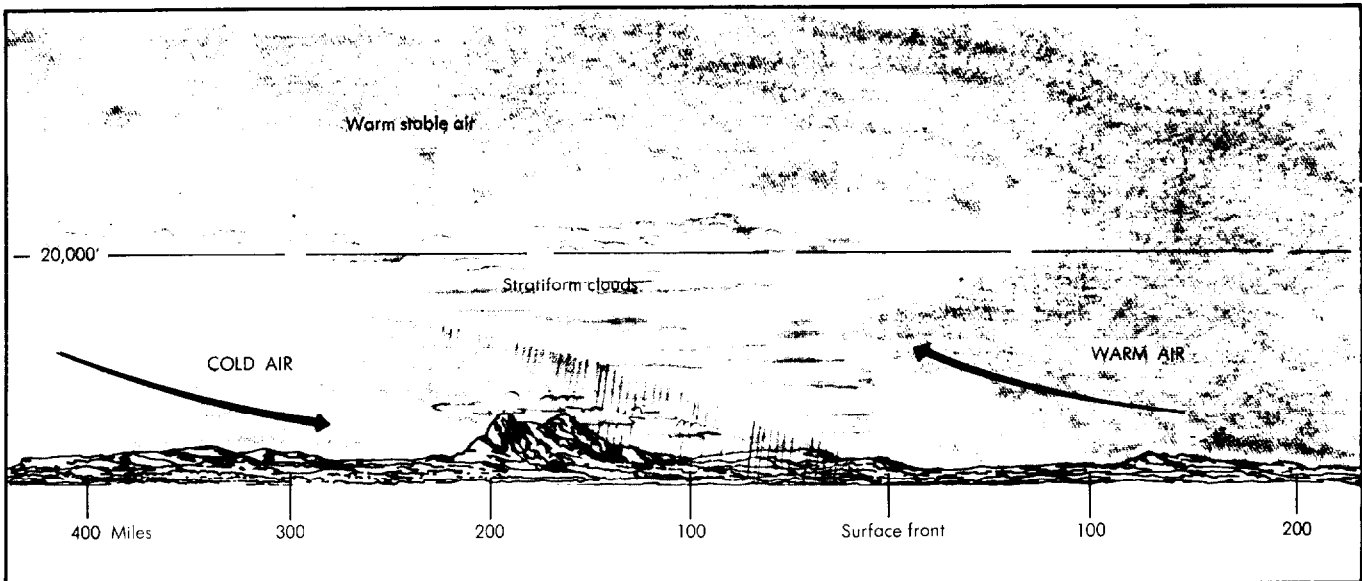 Warm stable air
20,000'
Stratiform clouds
COLD AIR
WARM AIR
400 Miles
300
200
100
Surface front
100
200